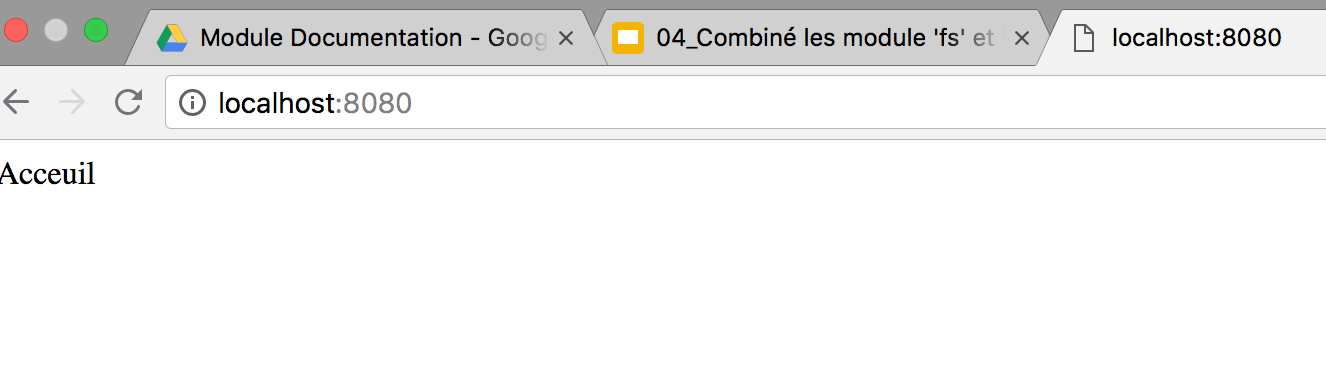 Module Documentation - Goog
04_Combiné les module 'fs' et
localhost:8080
localhost:8080
Acceuil